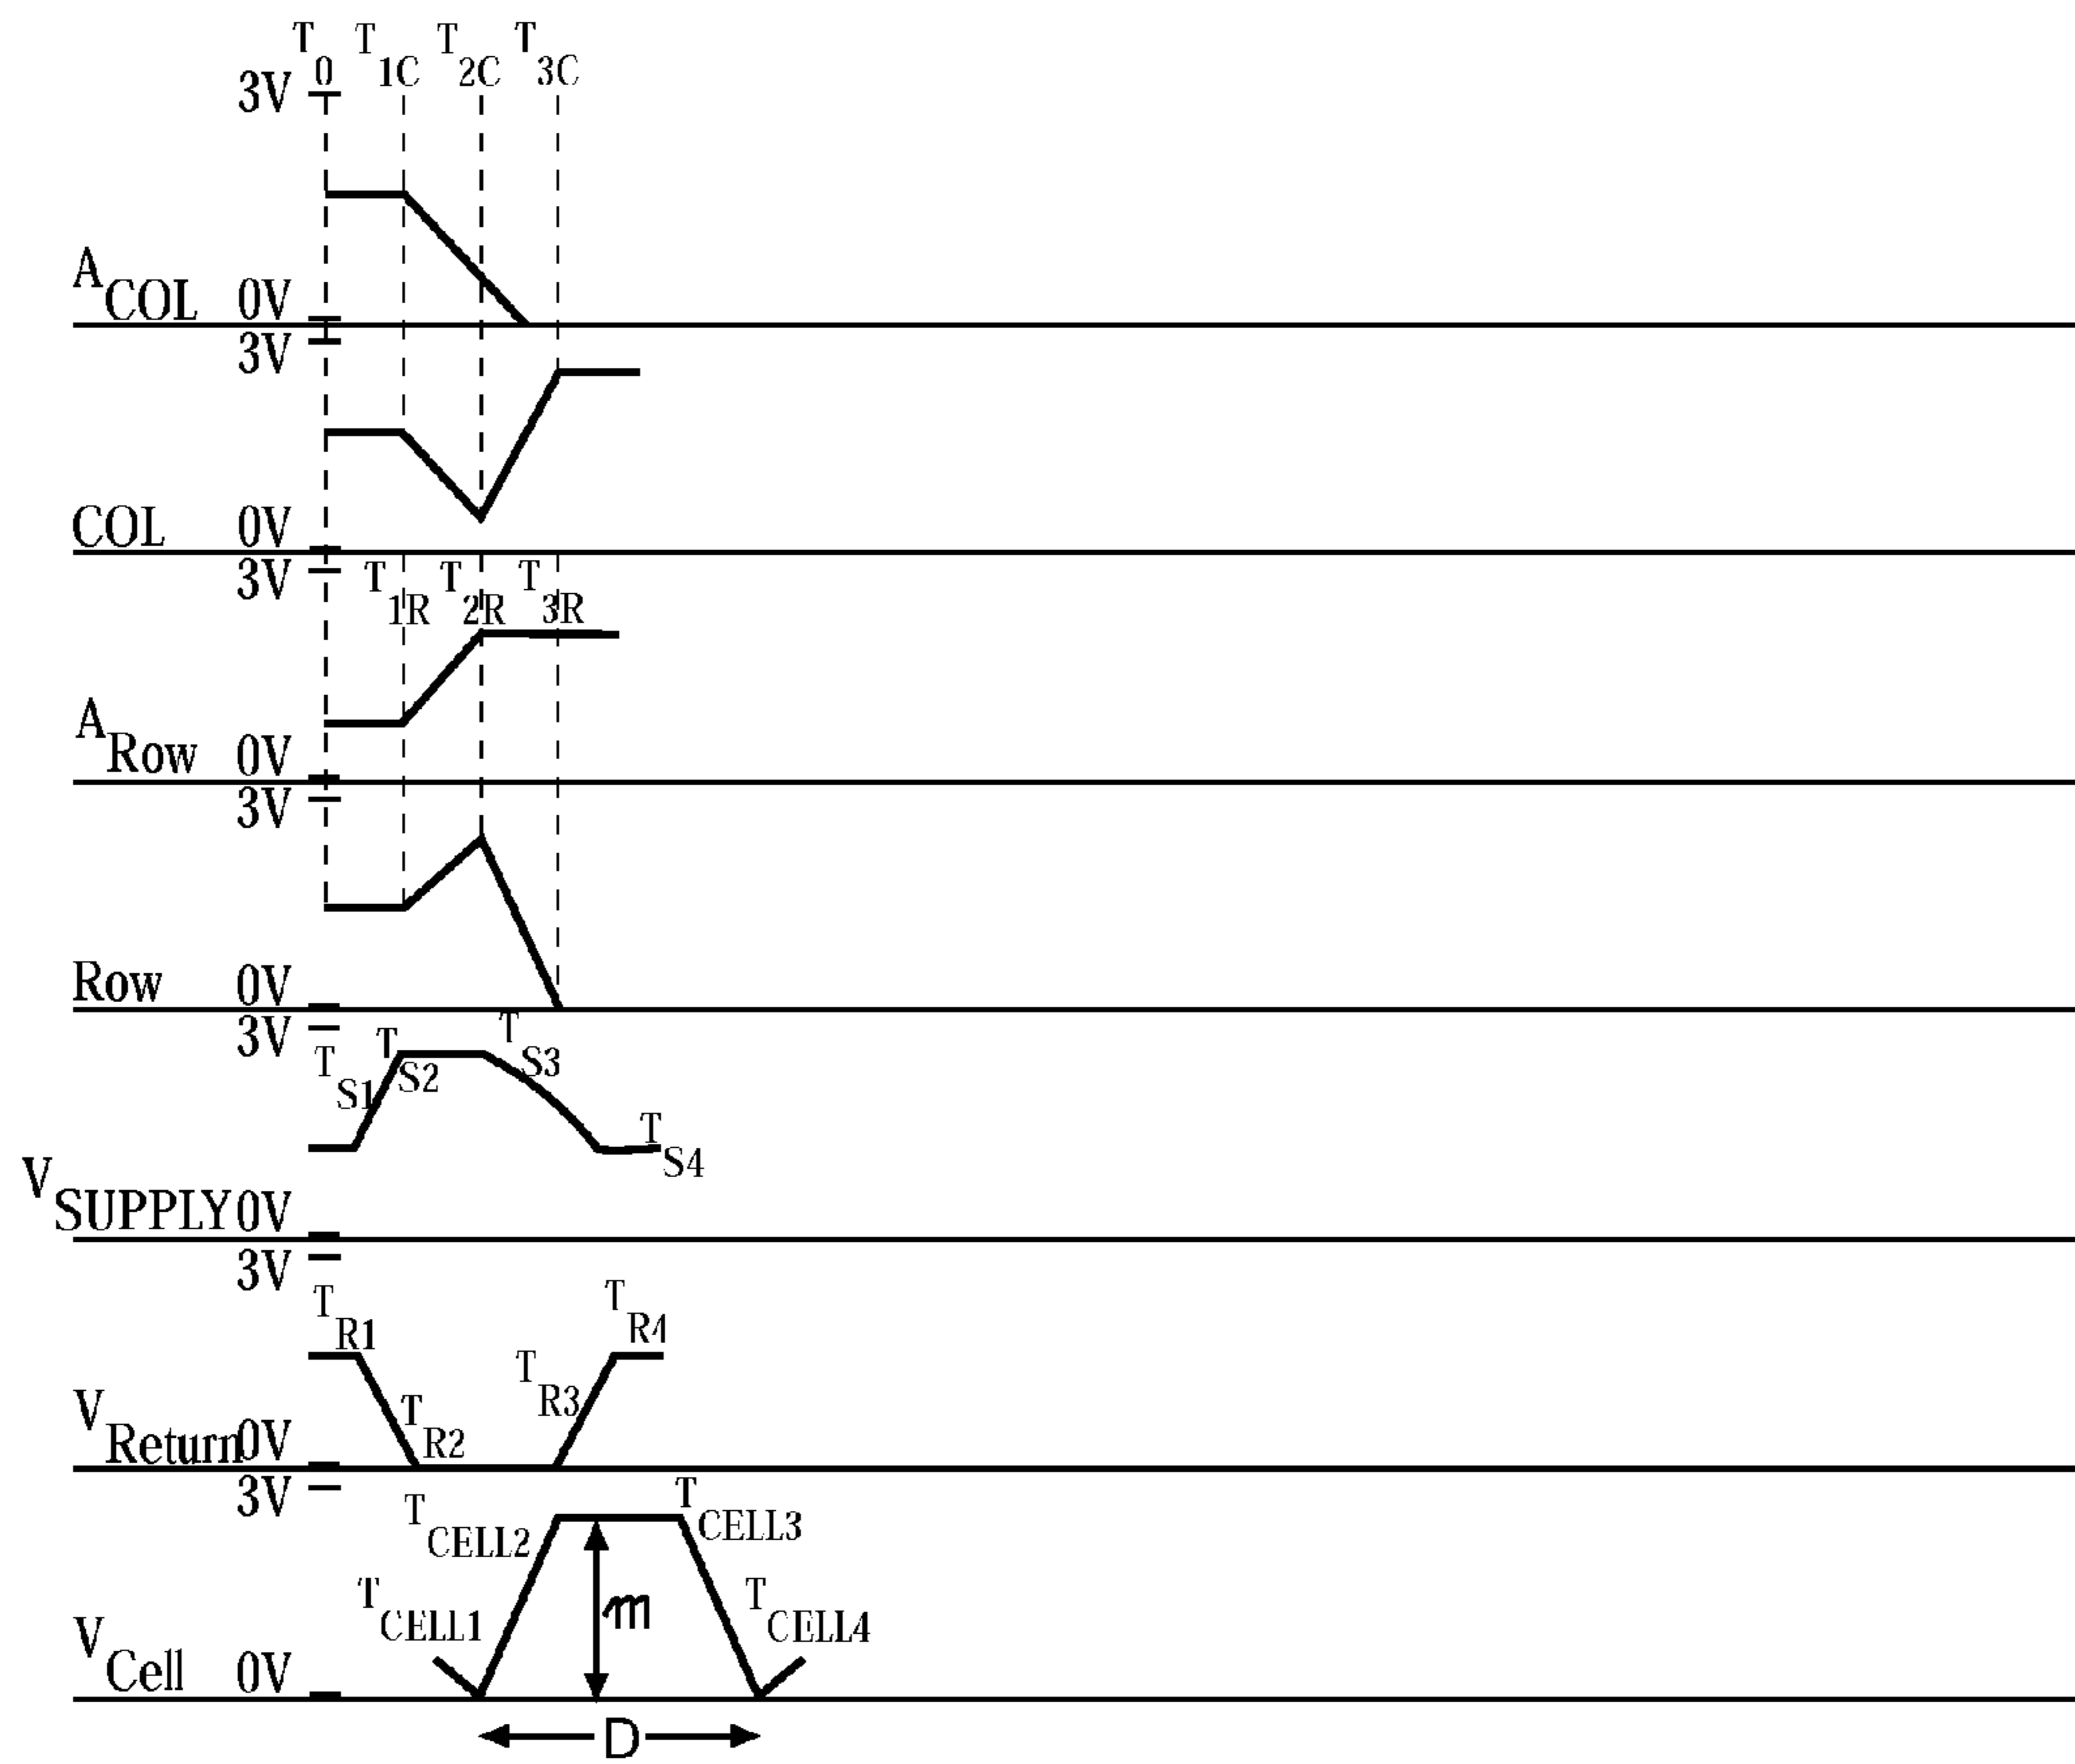 T0 T1C T2C T3C
3V
ACOL 0V
3V
COL 0V
3V T1R T2R T3R
ARow 0V
3V
Row 0V
3V TS1 TS2 TS3
TS4
VSUPPLY 0V
3V
TR1 TR4
TR3
VReturn 0V TR2
3V
TCELL2 TCELL3
TCELL1 m TCELL4
VCell 0V
D